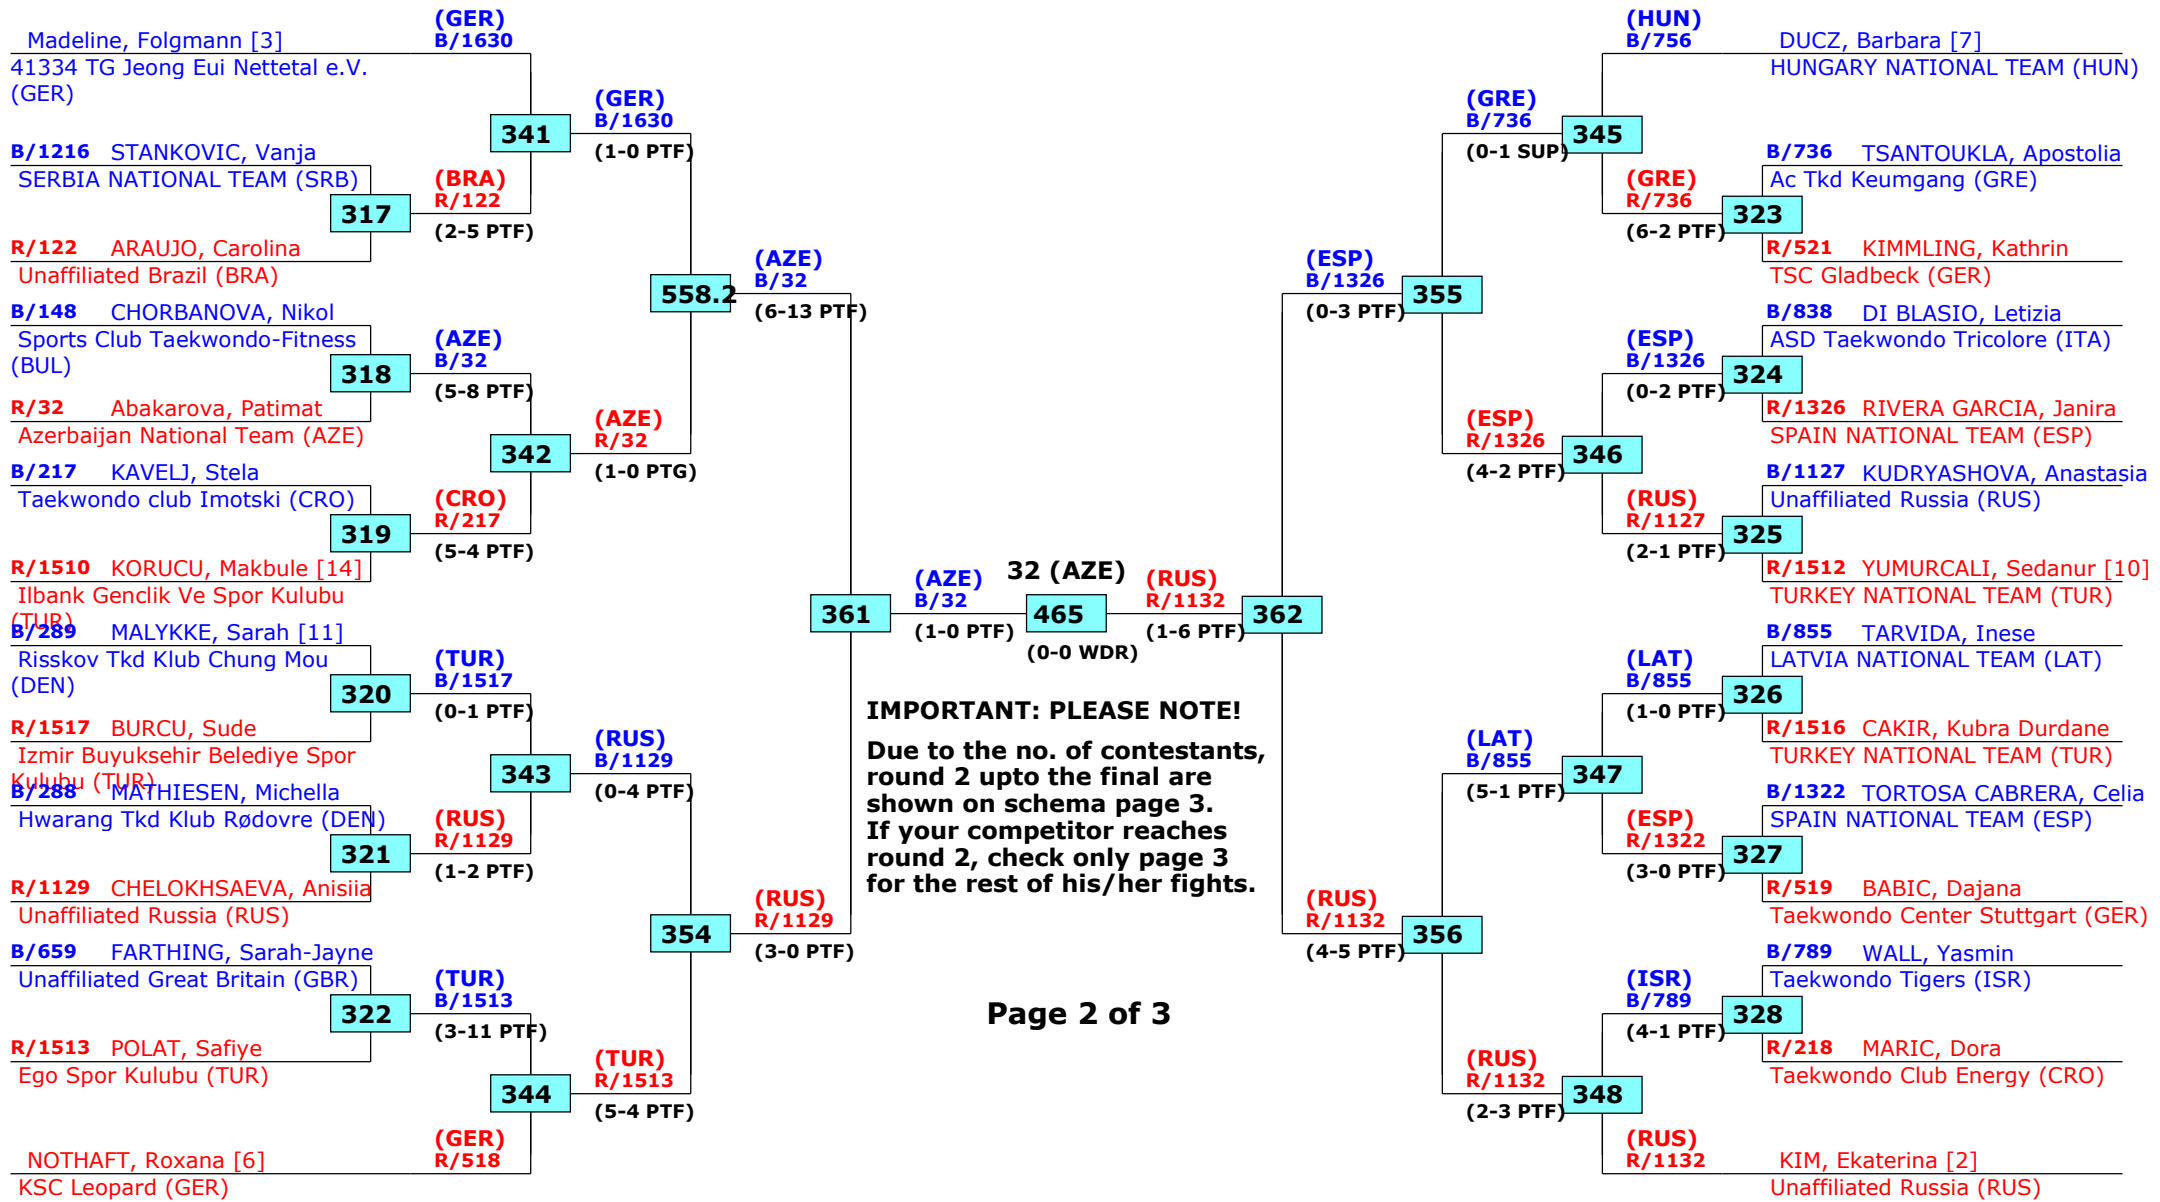 (GER)
B/1630
Madeline, Folgmann [3]
41334 TG Jeong Eui Nettetal e.V.
(GER)
B/1216 STANKOVIC, Vanja
SERBIA NATIONAL TEAM (SRB)
317
R/122 ARAUJO, Carolina
Unaffiliated Brazil (BRA)
B/148 CHORBANOVA, Nikol
Sports Club Taekwondo-Fitness
(BUL)
318
R/32 Abakarova, Patimat
Azerbaijan National Team (AZE)
B/217 KAVELJ, Stela
Taekwondo club Imotski (CRO)
319
R/1510 KORUCU, Makbule [14]
Ilbank Genclik Ve Spor Kulubu
(TUR)
B/289 MALYKKE, Sarah [11]
Risskov Tkd Klub Chung Mou
(DEN)
320
R/1517 BURCU, Sude
Izmir Buyuksehir Belediye Spor
Kulubu (TUR)
B/288 MATHIESEN, Michella
Hwarang Tkd Klub Rødovre (DEN)
321
R/1129 CHELOKHSAEVA, Anisiia
Unaffiliated Russia (RUS)
B/659 FARTHING, Sarah-Jayne
Unaffiliated Great Britain (GBR)
322
R/1513 POLAT, Safiye
Ego Spor Kulubu (TUR)
NOTHAFT, Roxana [6]
KSC Leopard (GER)
341
(BRA)
R/122
(2-5 PTF)
(AZE)
B/32
(5-8 PTF)
342
(CRO)
R/217
(5-4 PTF)
(TUR)
B/1517
(0-1 PTF)
343
(RUS)
R/1129
(1-2 PTF)
(TUR)
B/1513
(3-11 PTF)
344
(GER)
R/518
(GER)
B/1630
(1-0 PTF)
558.2
(AZE)
R/32
(1-0 PTG)
(RUS)
B/1129
(0-4 PTF)
354
(TUR)
R/1513
(5-4 PTF)
(AZE)
B/32
(6-13 PTF)
361
(RUS)
R/1129
(3-0 PTF)
(AZE)
B/32
(1-0 PTF)
32 (AZE)
465
(0-0 WDR)
(RUS)
R/1132
(1-6 PTF)
IMPORTANT: PLEASE NOTE!
Due to the no. of contestants,
round 2 upto the final are
shown on schema page 3.
If your competitor reaches
round 2, check only page 3
for the rest of his/her fights.
Page 2 of 3
(ESP)
B/1326
(0-3 PTF)
362
(RUS)
R/1132
(4-5 PTF)
(GRE)
B/736
(0-1 SUP)
355
(ESP)
R/1326
(4-2 PTF)
(LAT)
B/855
(5-1 PTF)
356
(RUS)
R/1132
(2-3 PTF)
(HUN)
B/756
345
(GRE)
R/736
(6-2 PTF)
(ESP)
B/1326
(0-2 PTF)
346
(RUS)
R/1127
(2-1 PTF)
(LAT)
B/855
(1-0 PTF)
347
(ESP)
R/1322
(3-0 PTF)
(ISR)
B/789
(4-1 PTF)
348
(RUS)
R/1132
DUCZ, Barbara [7]
HUNGARY NATIONAL TEAM (HUN)
B/736 TSANTOUKLA, Apostolia
Ac Tkd Keumgang (GRE)
323
R/521 KIMMLING, Kathrin
TSC Gladbeck (GER)
B/838 DI BLASIO, Letizia
ASD Taekwondo Tricolore (ITA)
324
R/1326 RIVERA GARCIA, Janira
SPAIN NATIONAL TEAM (ESP)
B/1127 KUDRYASHOVA, Anastasia
Unaffiliated Russia (RUS)
325
R/1512 YUMURCALI, Sedanur [10]
TURKEY NATIONAL TEAM (TUR)
B/855 TARVIDA, Inese
LATVIA NATIONAL TEAM (LAT)
326
R/1516 CAKIR, Kubra Durdane
TURKEY NATIONAL TEAM (TUR)
B/1322 TORTOSA CABRERA, Celia
SPAIN NATIONAL TEAM (ESP)
327
R/519 BABIC, Dajana
Taekwondo Center Stuttgart (GER)
B/789 WALL, Yasmin
Taekwondo Tigers (ISR)
328
R/218 MARIC, Dora
Taekwondo Club Energy (CRO)
KIM, Ekaterina [2]
Unaffiliated Russia (RUS)